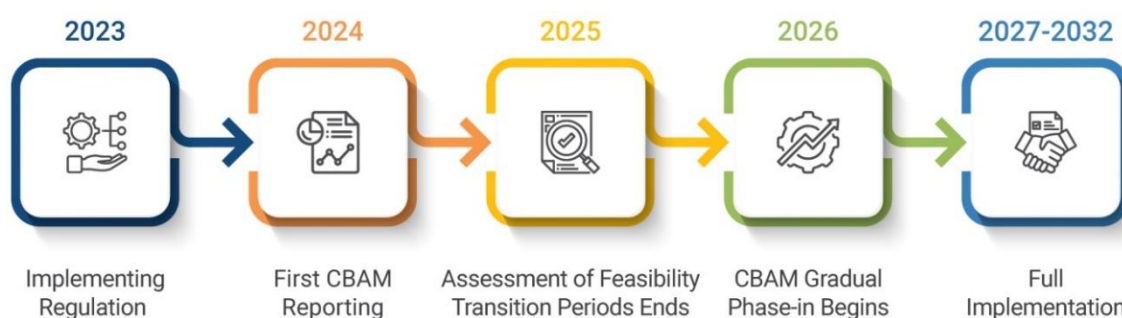 2023
2024
2025
2026
2027-2032
Implementing
Regulation
First CBAM
Reporting
Assessment of Feasibility
Transition Periods Ends
CBAM Gradual
Phase-in Begins
Full
Implementation